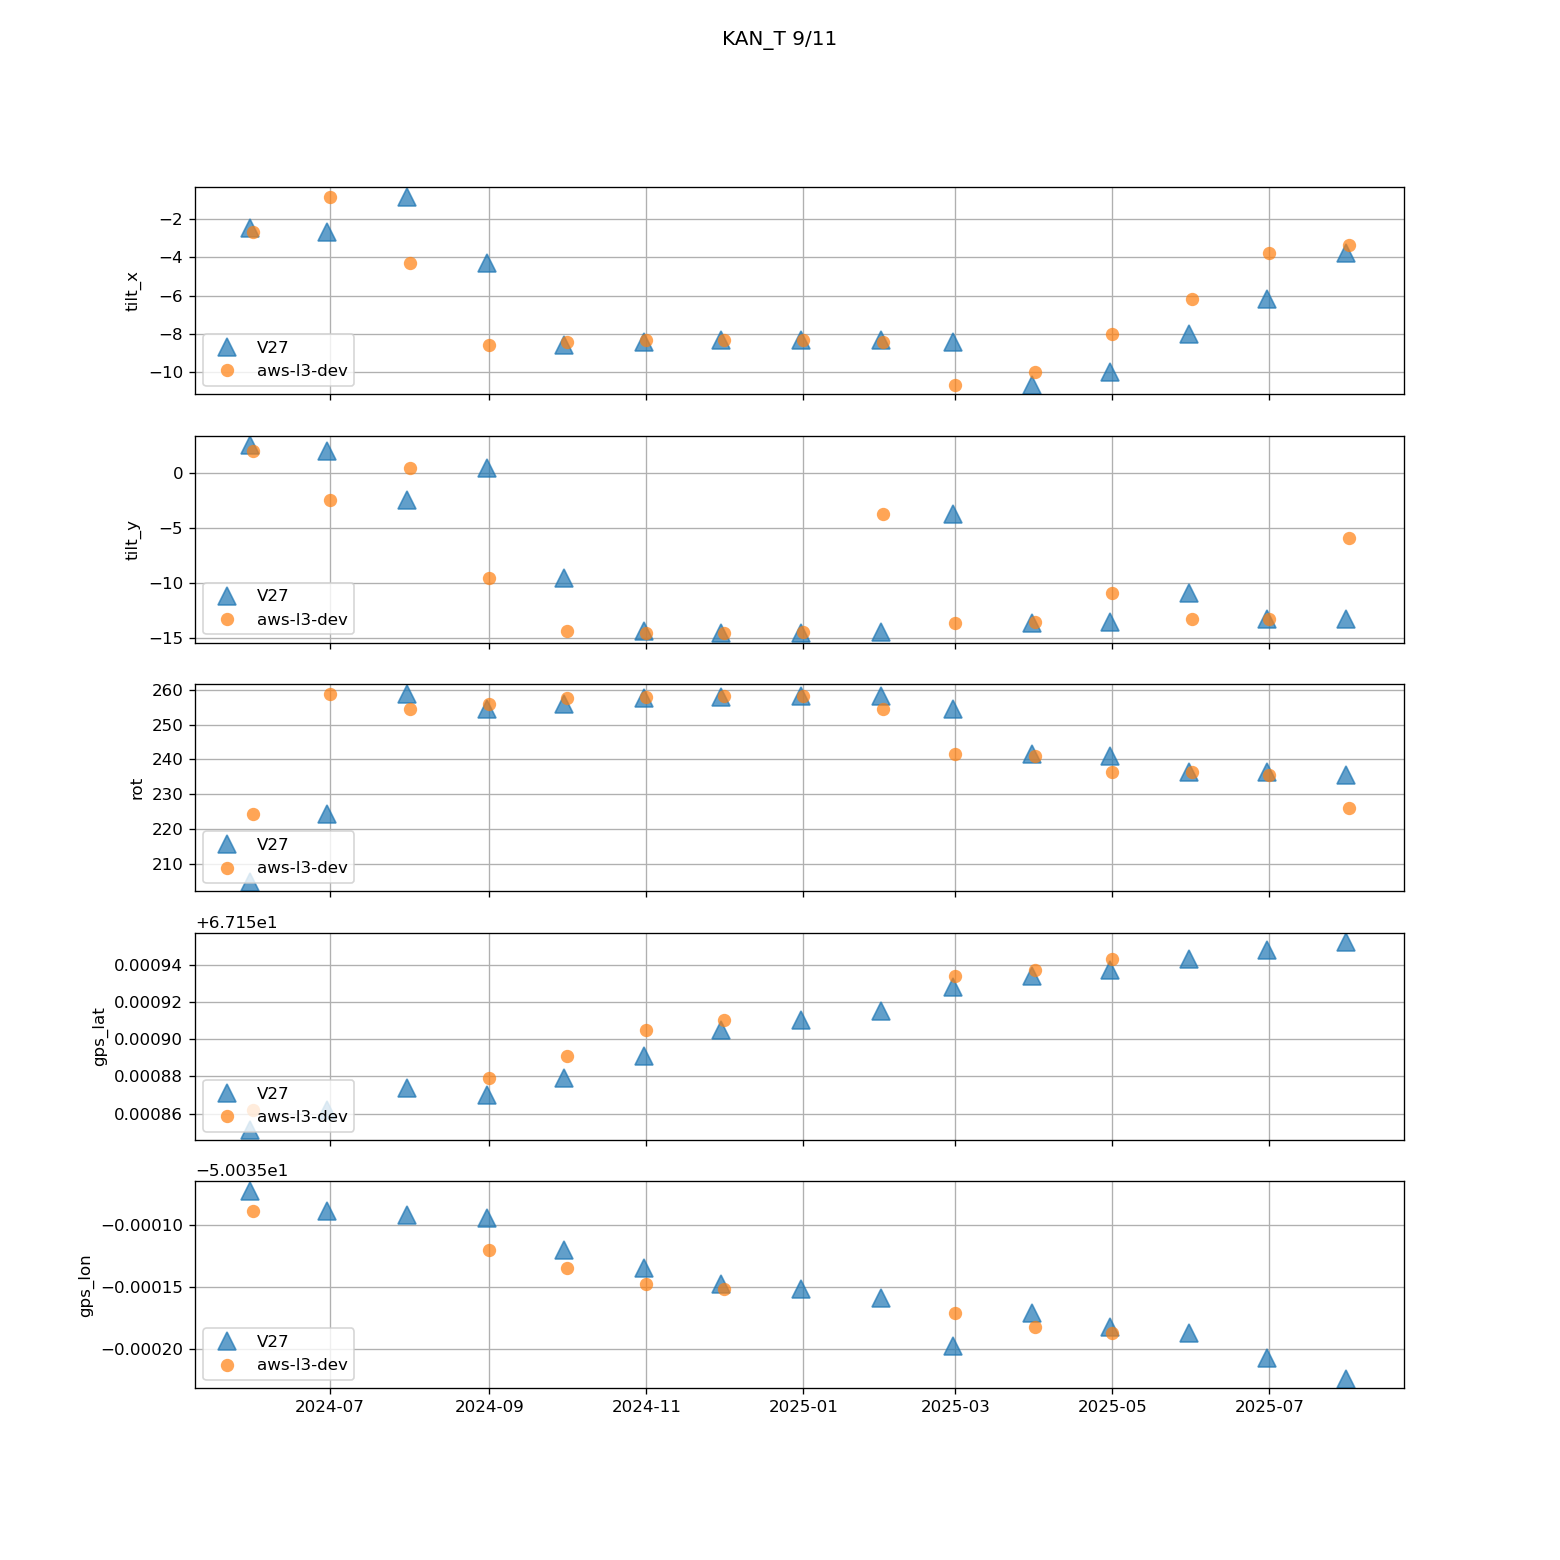 KAN_T 9/11
−2
−4
−6
−8
−10
tilt_x
V27
aws-l3-dev
0
−5
−10
−15
tilt_y
V27
aws-l3-dev
260
250
240
230
220
210
rot
V27
aws-l3-dev
+6.715e1
0.00094
0.00092
0.00090
0.00088
0.00086
gps_lat
V27
aws-l3-dev
−5.0035e1
−0.00010
−0.00015
−0.00020
gps_lon
V27
aws-l3-dev
2024-07 2024-09 2024-11 2025-01 2025-03 2025-05 2025-07